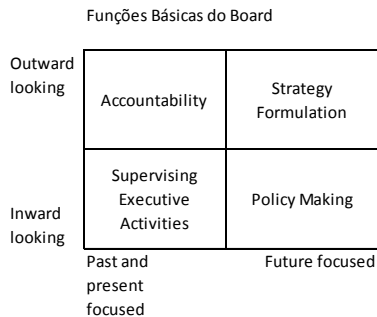 Funções Básicas do Board
Outward
looking
Accountability
Strategy
Formulation
Inward
looking
Supervising
Executive
Activities
Policy Making
Past and
present
focused
Future focused